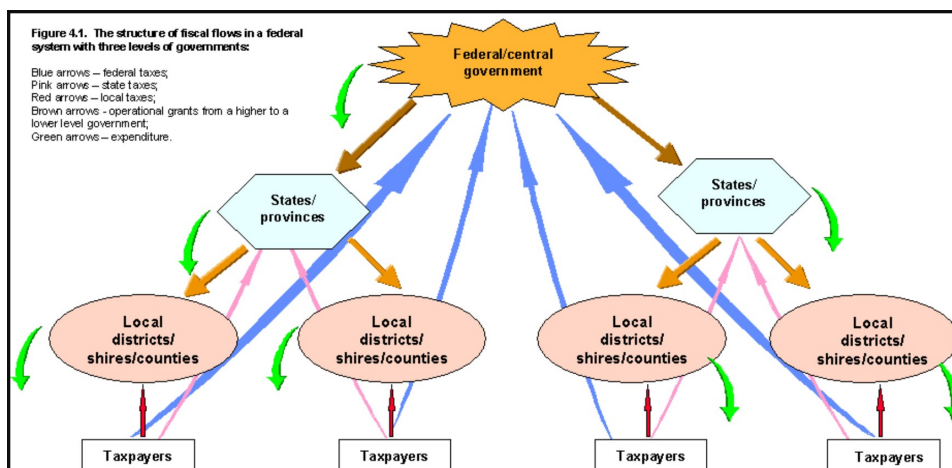 Figure 4.1. The structure of fiscal flows in a federal
system with three levels of governments:
Blue arrows – federal taxes;
Pink arrows – state taxes;
Red arrows – local taxes;
Brown arrows - operational grants from a higher to a
lower level government;
Green arrows – expenditure.
Federal/central
government
States/
provinces
States/
provinces
Local
districts/
shires/counties
Local
districts/
shires/counties
Local
districts/
shires/counties
Local
districts/
shires/counties
Taxpayers
Taxpayers
Taxpayers
Taxpayers